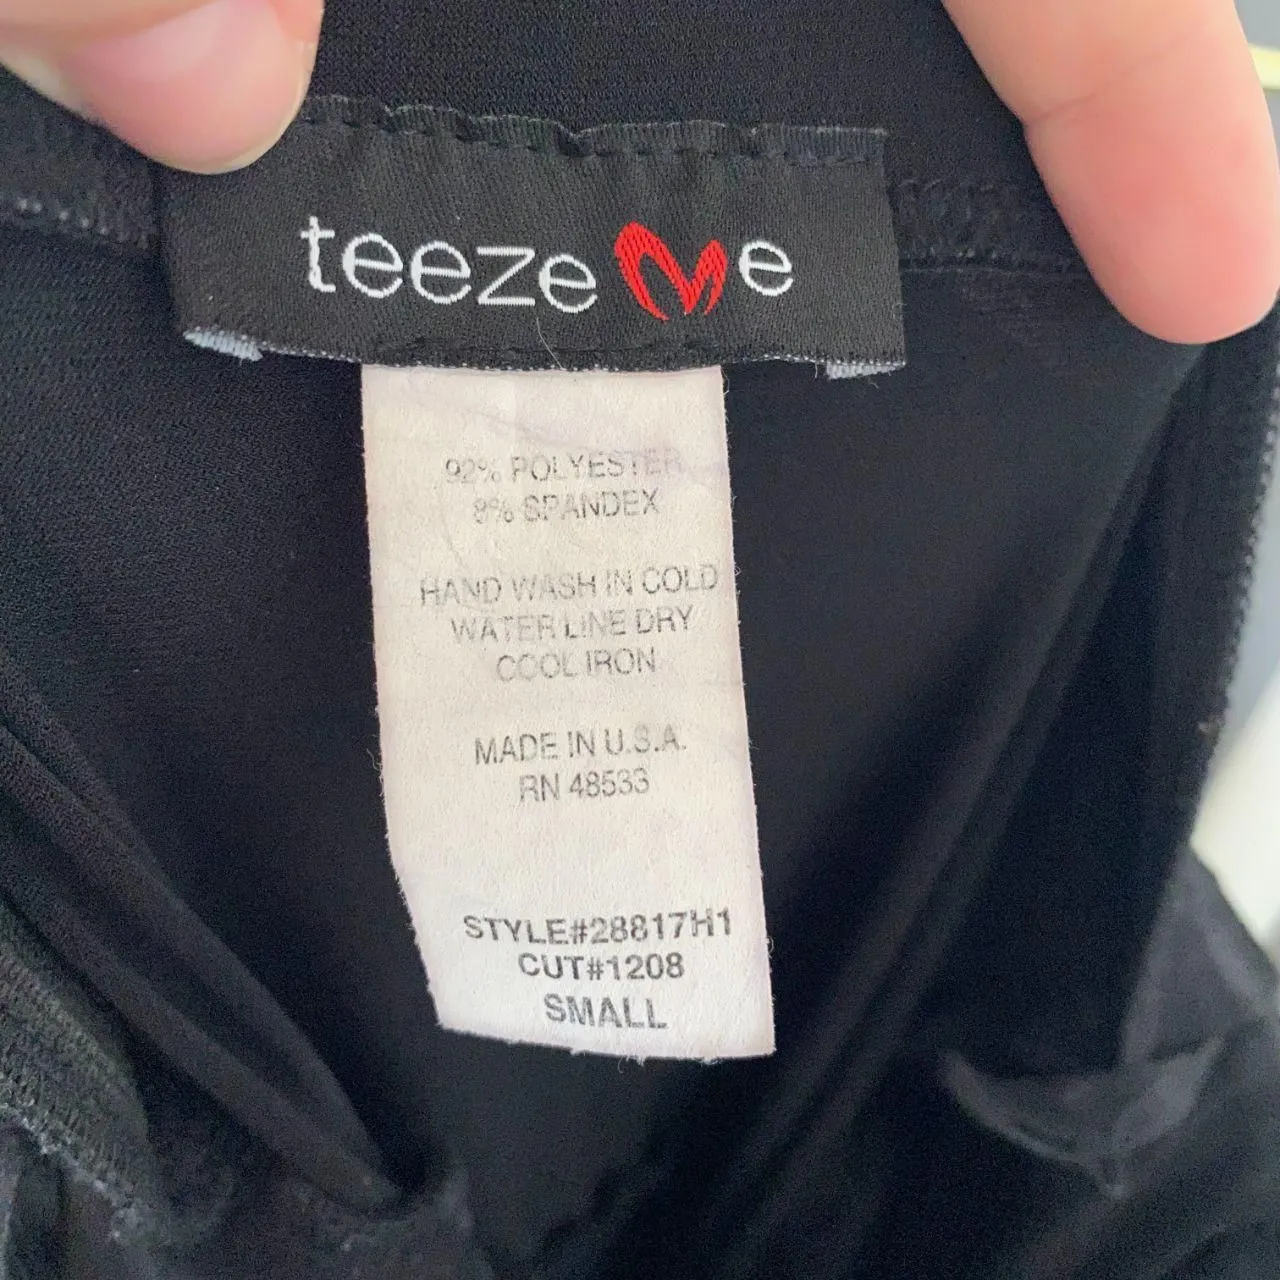 teeze Me
92% POLYESTER
8% SPANDEX
HAND WASH IN COLD
WATER LINE DRY
COOL IRON
MADE IN U.S.A.
RN 48533
STYLE#28817H1
CUT#1208
SMALL